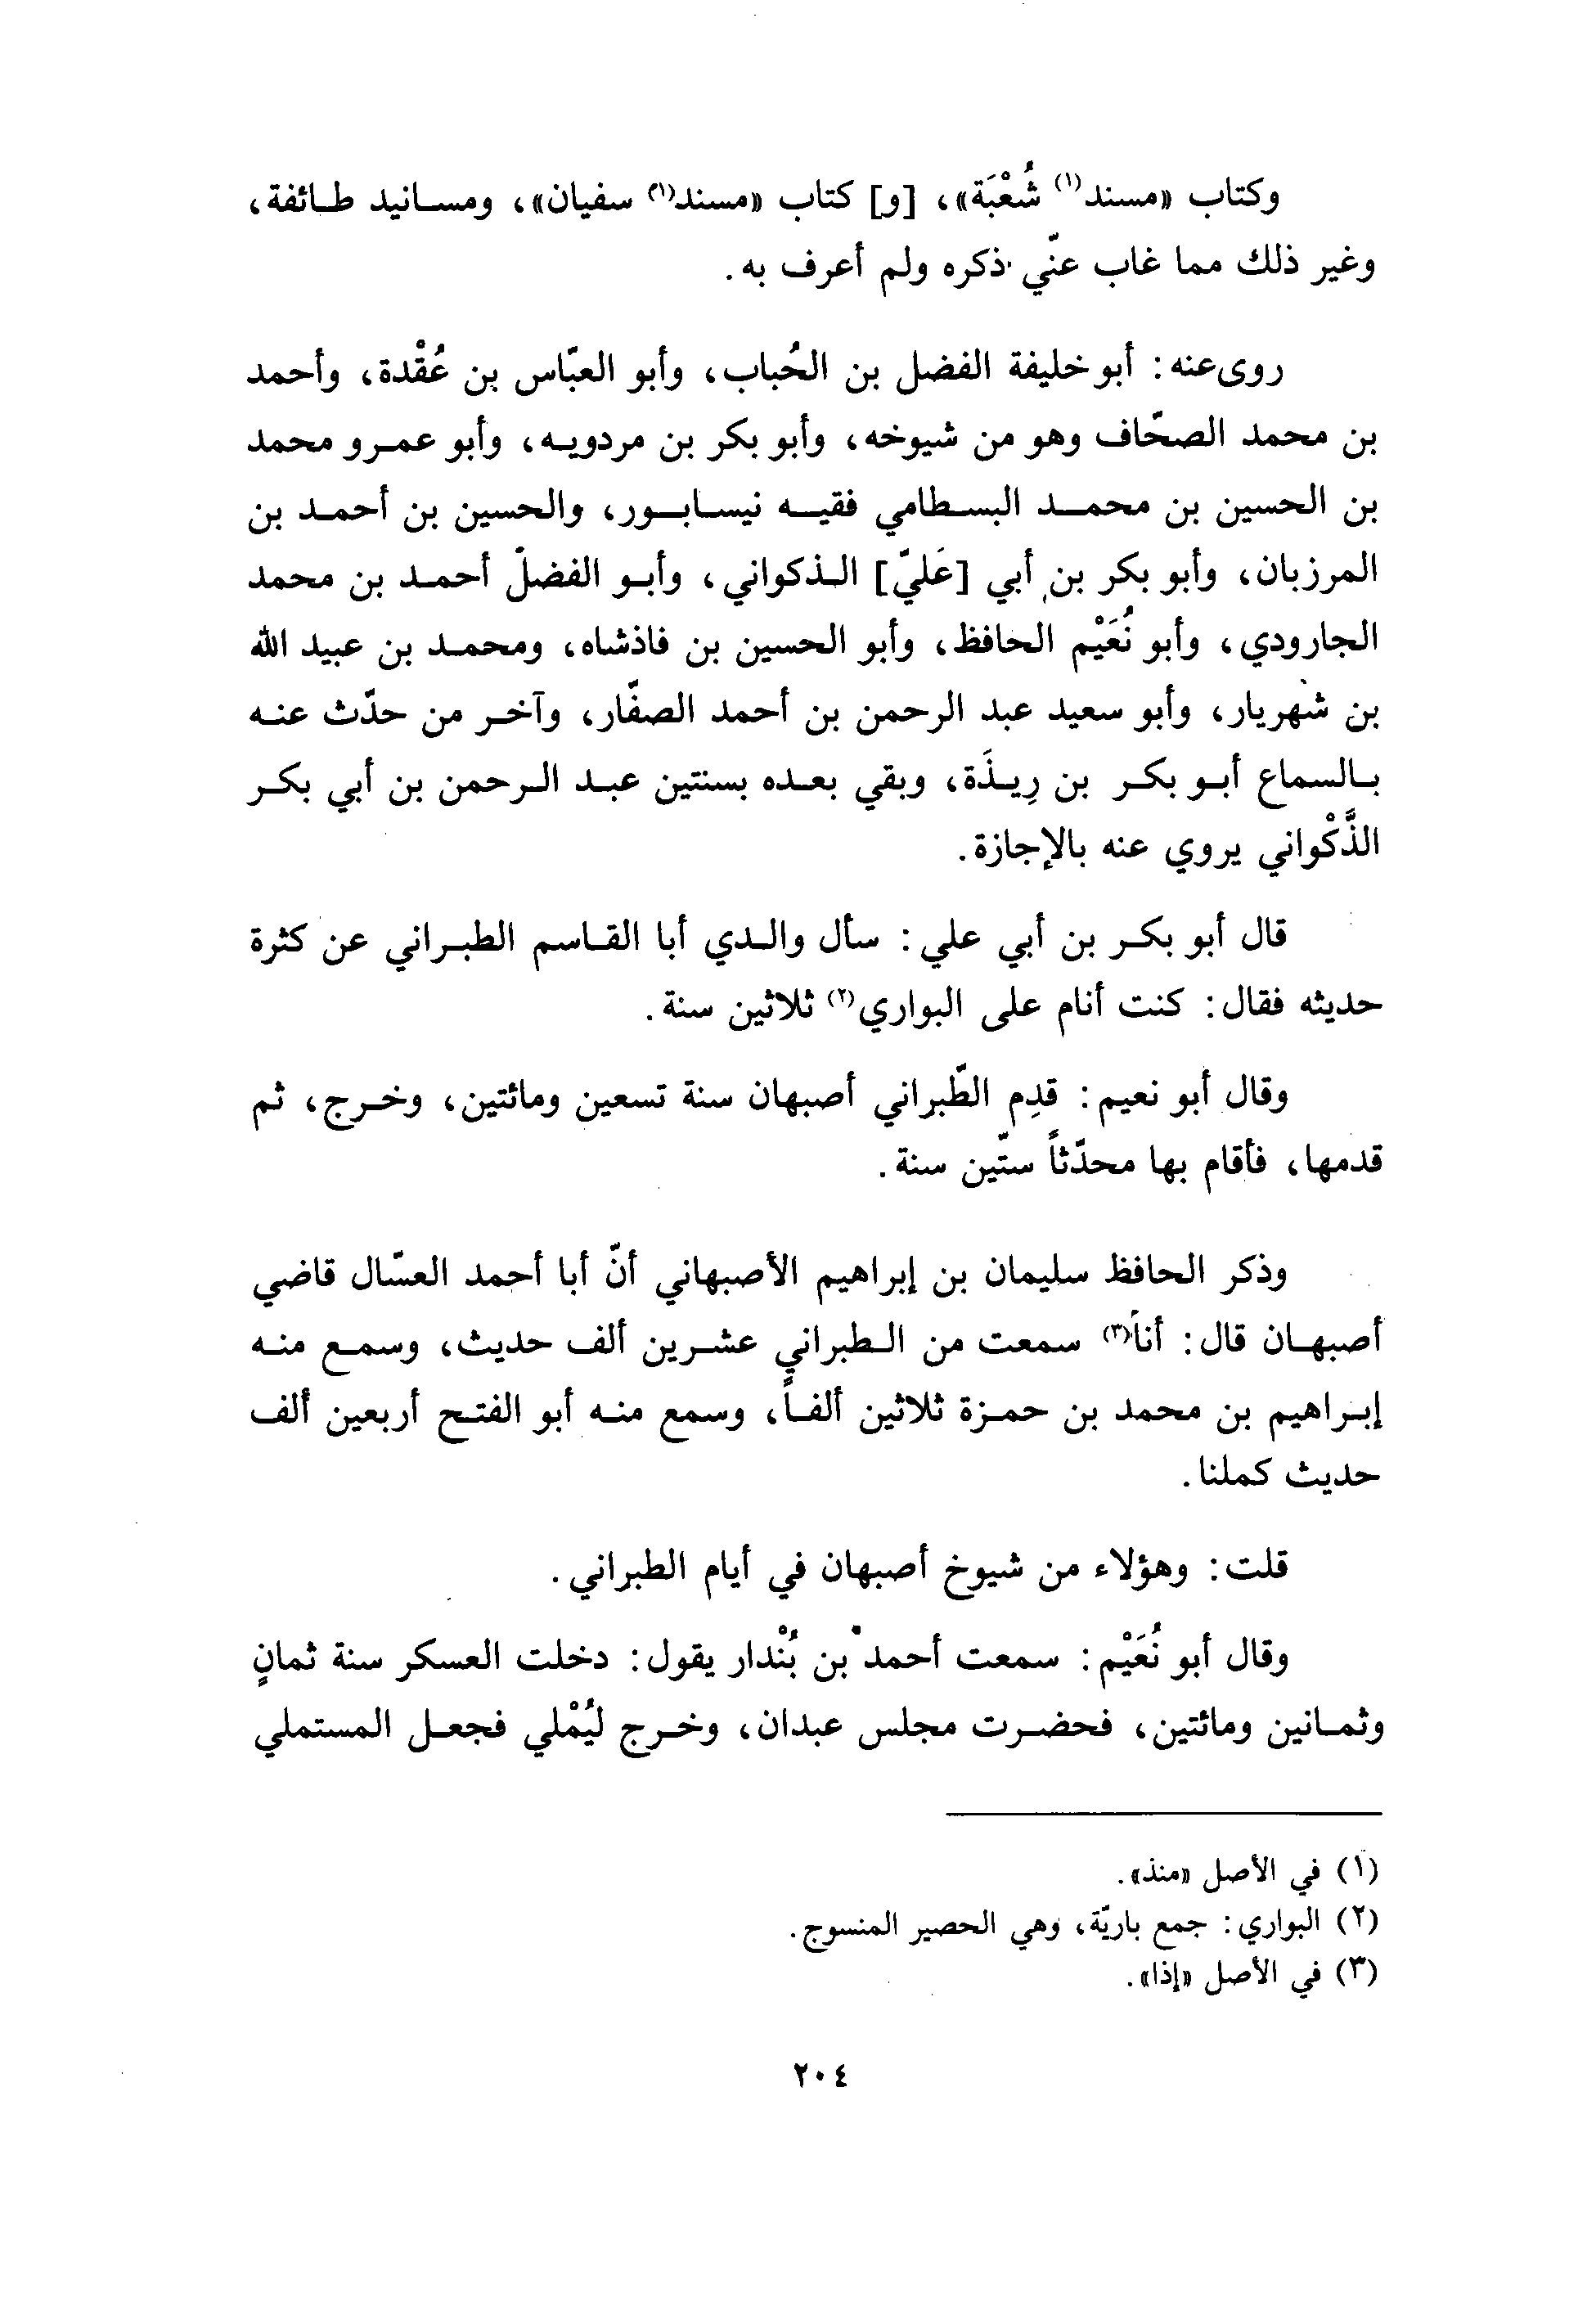 وكتاب «مسند(١) شُعْبَة»، [و] كتاب «مسند(١) سفيان»، ومسانيد طائفة،
وغير ذلك مما غاب عنّي ذكره ولم أعرف به.
روى عنه: أبو خليفة الفضل بن الحُباب، وأبو العبّاس بن عُقْدة، وأحمد
بن محمد الصحّاف وهو من شيوخه، وأبو بكر بن مردويه، وأبو عمرو محمد
بن الحسين بن محمد البسطامي فقيه نيسابور، والحسين بن أحمد بن
المرزبان، وأبو بكر بن أبي [عَليّ] الذكواني، وأبو الفضل أحمد بن محمد
الجارودي، وأبو نُعَيْم الحافظ، وأبو الحسين بن فاذشاه، ومحمد بن عبيد الله
بن شهريار، وأبو سعيد عبد الرحمن بن أحمد الصفّار، وآخر من حدّث عنه
بالسماع أبو بكر بن رِيذَة، وبقي بعده بسنتين عبد الرحمن بن أبي بكر
الذَّكْواني يروي عنه بالإجازة.
قال أبو بكر بن أبي علي: سأل والدي أبا القاسم الطبراني عن كثرة
حديثه فقال: كنت أنام على البواري(٢) ثلاثين سنة.
وقال أبو نعيم: قدِم الطّبراني أصبهان سنة تسعين ومائتين، وخرج، ثم
قدمها، فأقام بها محدّثاً ستّين سنة.
وذكر الحافظ سليمان بن إبراهيم الأصبهاني أنّ أبا أحمد العسّال قاضي
أصبهان قال: أنا(٣) سمعت من الطبراني عشرين ألف حديث، وسمع منه
إبراهيم بن محمد بن حمزة ثلاثين ألفاً، وسمع منه أبو الفتح أربعين ألف
حديث كملنا.
قلت: وهؤلاء من شيوخ أصبهان في أيام الطبراني.
وقال أبو نُعَيْم: سمعت أحمد بن بُنْدار يقول: دخلت العسكر سنة ثمانٍ
وثمانين ومائتين، فحضرت مجلس عبدان، وخرج ليُمْلي فجعل المستملي
(١) في الأصل «منذ».
(٢) البواري: جمع باريّة، وهي الحصير المنسوج.
(٣) في الأصل «إذا».
٢٠٤